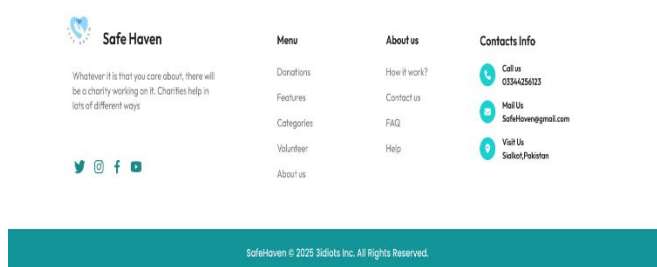 Safe Haven
Whatever it is that you care about, there will
be a charity working on it. Charities help in
lots of different ways
Menu
Donations
Features
Categories
Volunteer
About us
About us
How it work?
Contact us
FAQ
Help
Contacts Info
Call us
03344256123
Mail Us
SafeHaven@gmail.com
Visit Us
Sialkot,Pakistan
SafeHaven © 2025 3idiots Inc. All Rights Reserved.